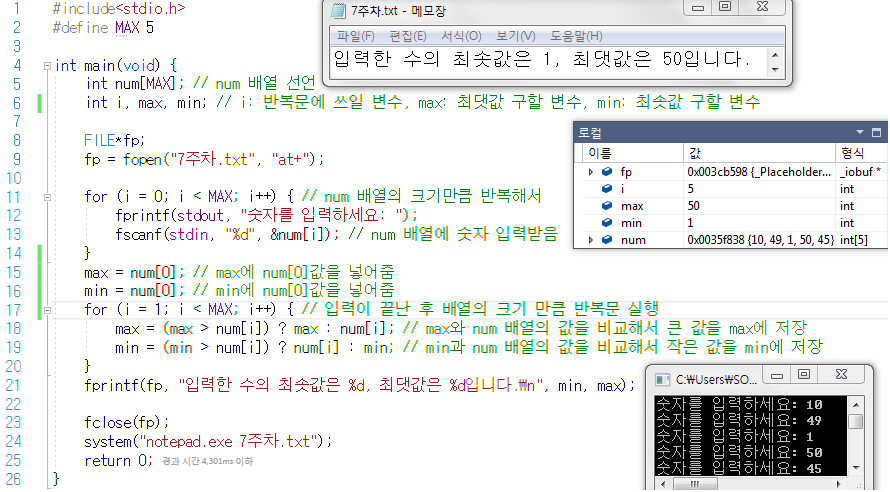 1 #include<stdio.h>
2 #define MAX 5
3
4 int main(void) {
5 int num[MAX]; // num 배열 선언
6 int i, max, min; // i: 반복문에 쓰일 변수, max: 최댓값 구할 변수, min: 최솟값 구할 변수
7
8 FILE*fp;
9 fp = fopen("7주차.txt", "at+");
10
11 for (i = 0; i < MAX; i++) { // num 배열의 크기만큼 반복해서
12 fprintf(stdout, "숫자를 입력하세요: ");
13 fscanf(stdin, "%d", &num[i]); // num 배열에 숫자 입력받음
14 }
15 max = num[0]; // max에 num[0]값을 넣어줌
16 min = num[0]; // min에 num[0]값을 넣어줌
17 for (i = 1; i < MAX; i++) { // 입력이 끝난 후 배열의 크기 만큼 반복문 실행
18 max = (max > num[i]) ? max : num[i]; // max와 num 배열의 값을 비교해서 큰 값을 max에 저장
19 min = (min > num[i]) ? num[i] : min; // min과 num 배열의 값을 비교해서 작은 값을 min에 저장
20 }
21 fprintf(fp, "입력한 수의 최솟값은 %d, 최댓값은 %d입니다.₩n", min, max);
22
23 fclose(fp);
24 system("notepad.exe 7주차.txt");
25 return 0; 경과 시간 4,301ms 이하
26 }
7주차.txt - 메모장
파일(F) 편집(E) 서식(O) 보기(V) 도움말(H)
입력한 수의 최솟값은 1, 최댓값은 50입니다.
로컬
이름 값 형식
fp 0x003cb598 {_Placeholder... _iobuf *
i 5 int
max 50 int
min 1 int
num 0x0035f838 {10, 49, 1, 50, 45} int[5]
C:₩Users₩SO...
숫자를 입력하세요: 10
숫자를 입력하세요: 49
숫자를 입력하세요: 1
숫자를 입력하세요: 50
숫자를 입력하세요: 45